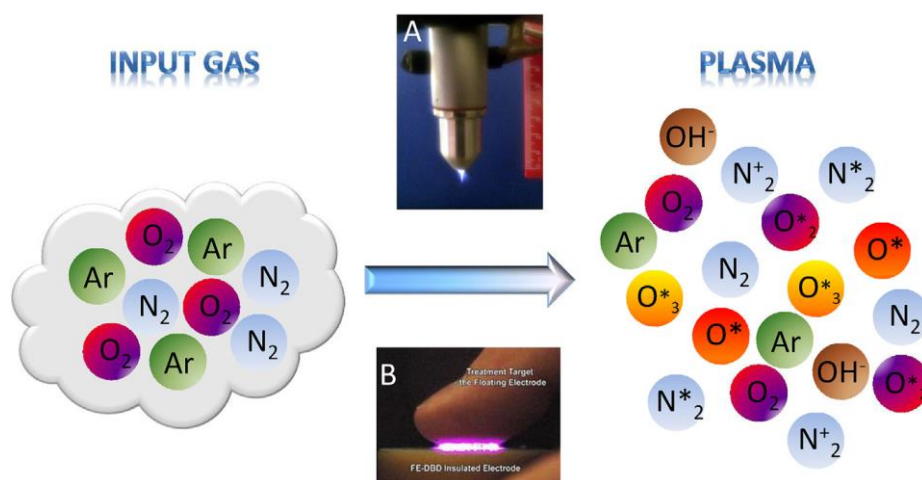 INPUT GAS
A
PLASMA
O₂
Ar
Ar
N₂
N₂
O₂
O₂
Ar
N₂
B
Treatment Target
the Floating Electrode
FE-DBD Insulated Electrode
OH⁻
N⁺₂
N*₂
O₂
O*₂
Ar
O*
N₂
O*₃
O*₃
N₂
O*
Ar
OH⁻
O*
N*₂
O₂
N⁺₂